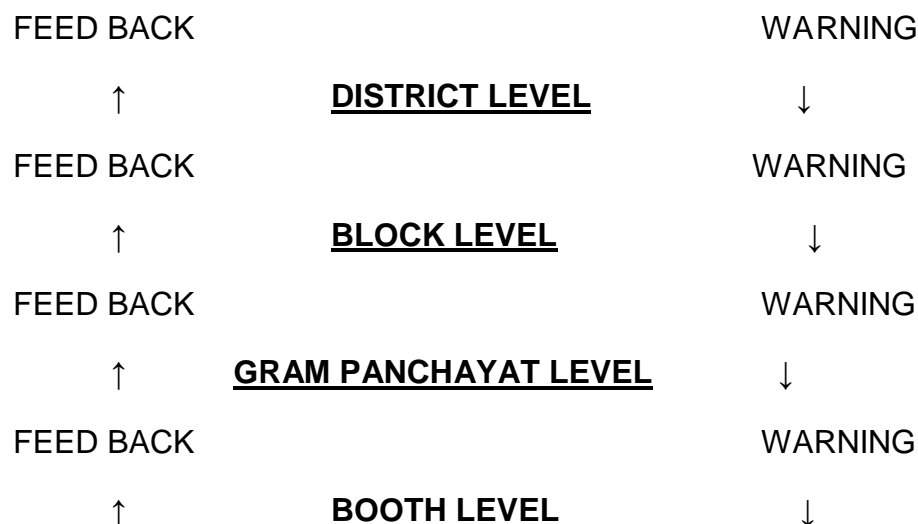 FEED BACK WARNING
↑ DISTRICT LEVEL ↓
FEED BACK WARNING
↑ BLOCK LEVEL ↓
FEED BACK WARNING
↑ GRAM PANCHAYAT LEVEL ↓
FEED BACK WARNING
↑ BOOTH LEVEL ↓